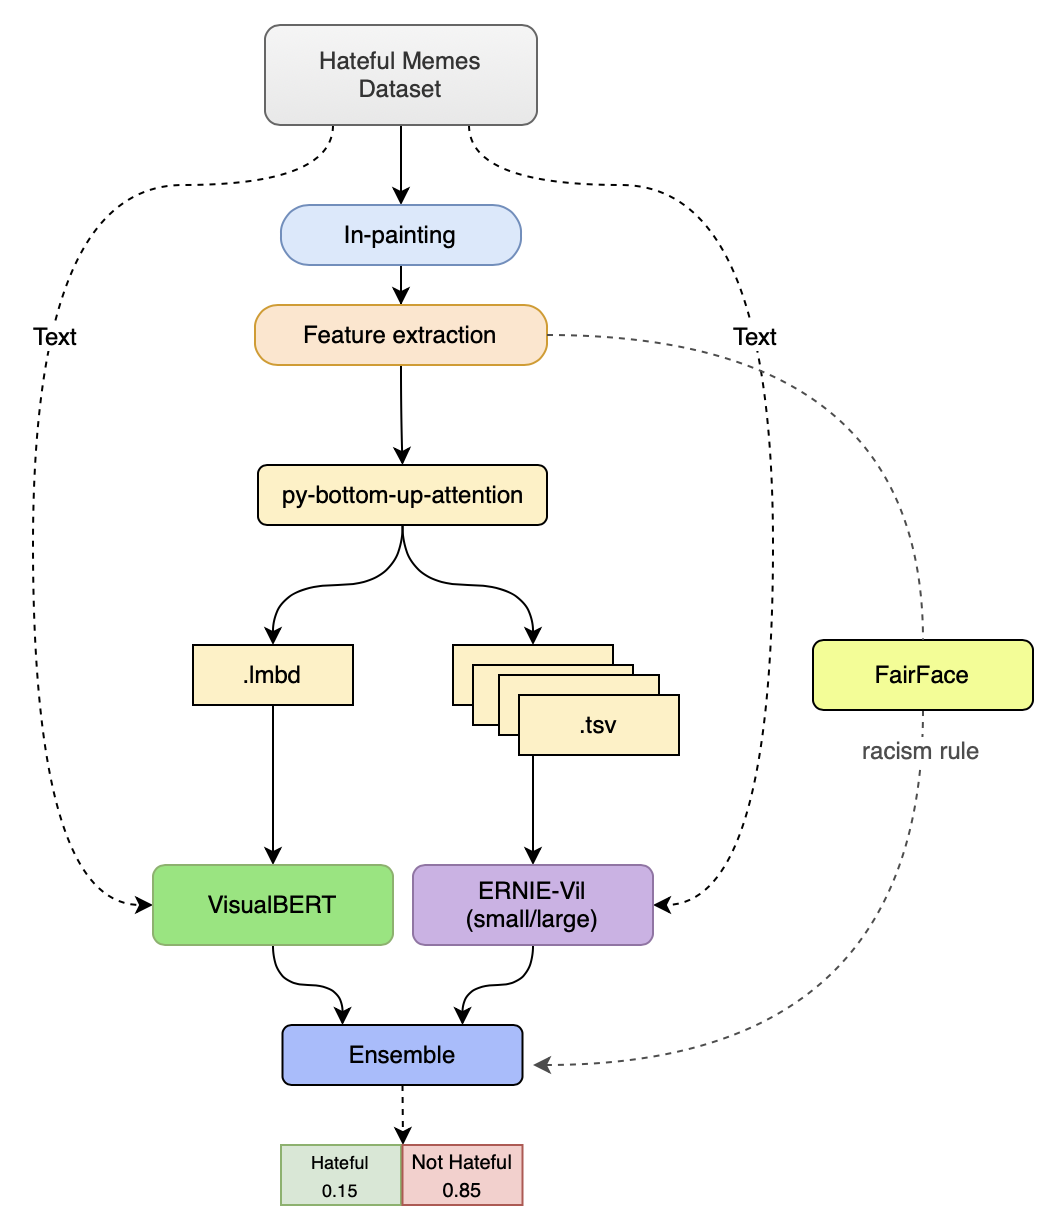 Hateful Memes
Dataset
In-painting
Feature extraction
Text
Text
py-bottom-up-attention
.lmbd
.tsv
FairFace
racism rule
VisualBERT
ERNIE-Vil
(small/large)
Ensemble
Hateful
0.15
Not Hateful
0.85